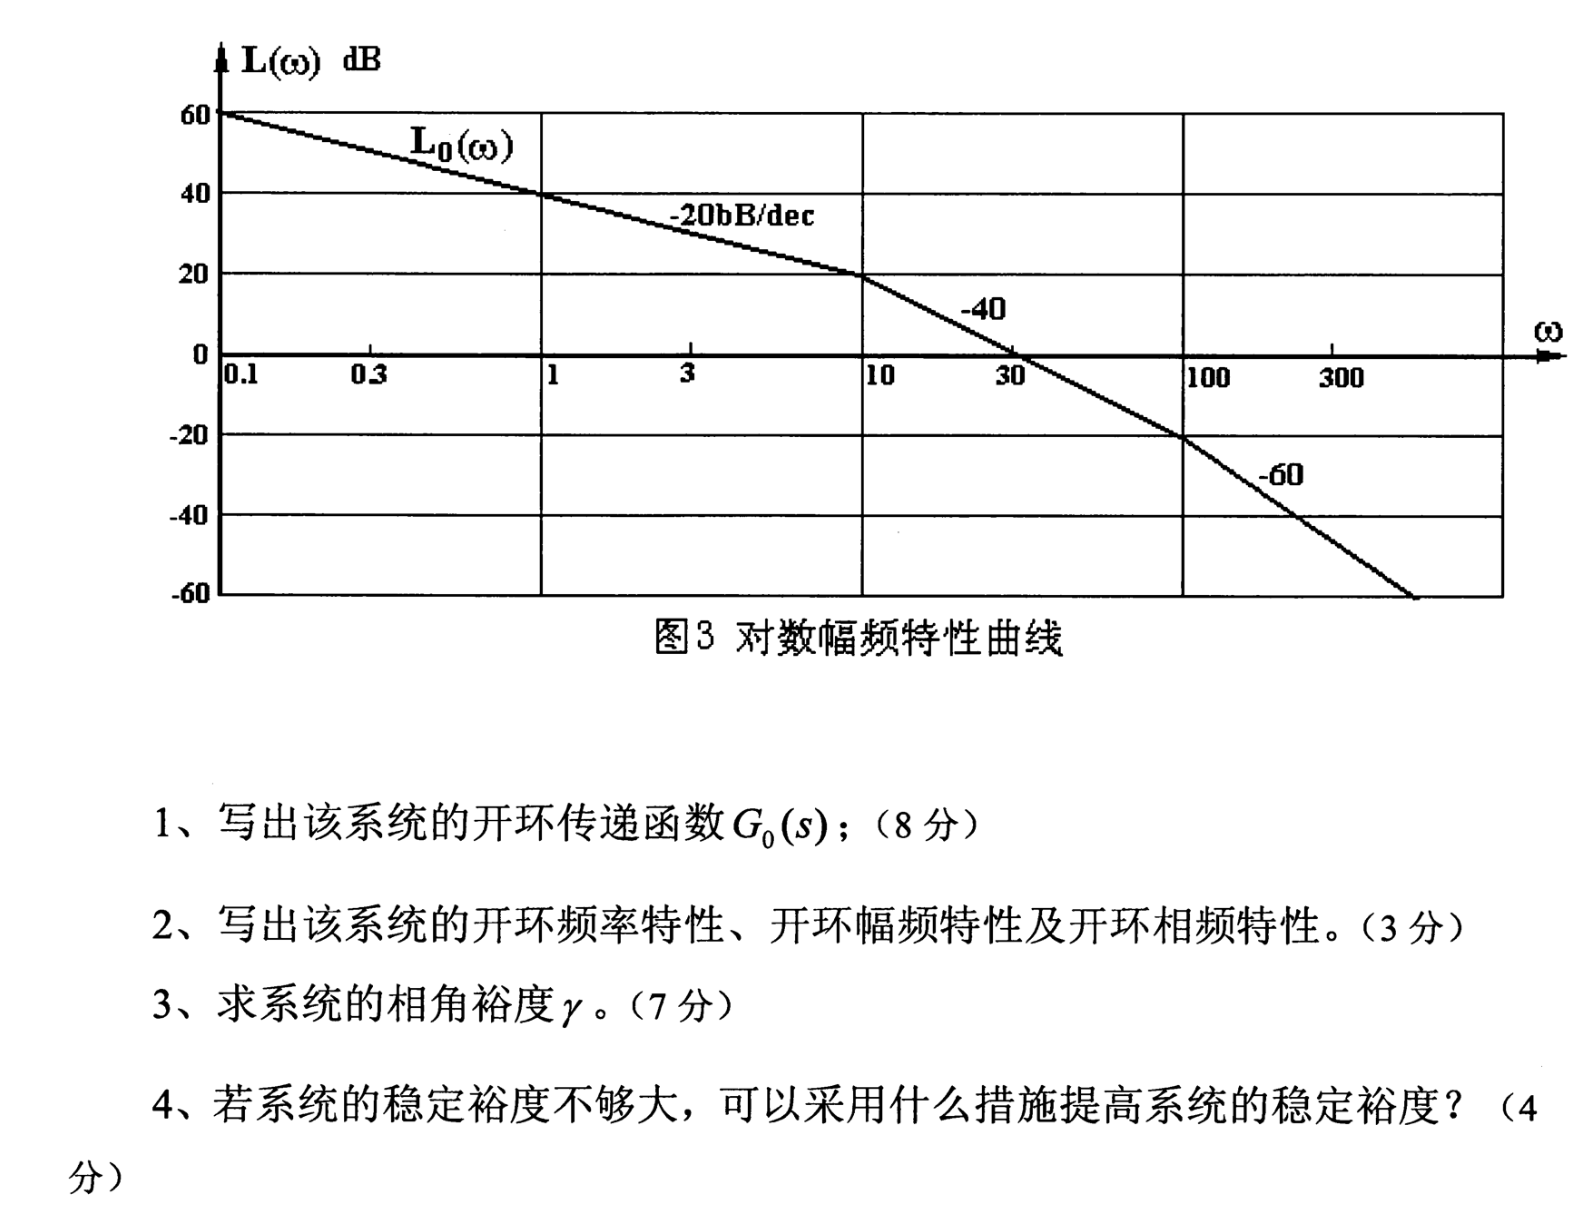 L(ω) dB
60
L₀(ω)
40
-20bB/dec
20
-40
ω
0
0.1 0.3 1 3 10 30 100 300
-20
-60
-40
-60
图3 对数幅频特性曲线
1、写出该系统的开环传递函数G₀(s)；（8 分）
2、写出该系统的开环频率特性、开环幅频特性及开环相频特性。（3 分）
3、求系统的相角裕度γ。（7 分）
4、若系统的稳定裕度不够大，可以采用什么措施提高系统的稳定裕度？（4
分）